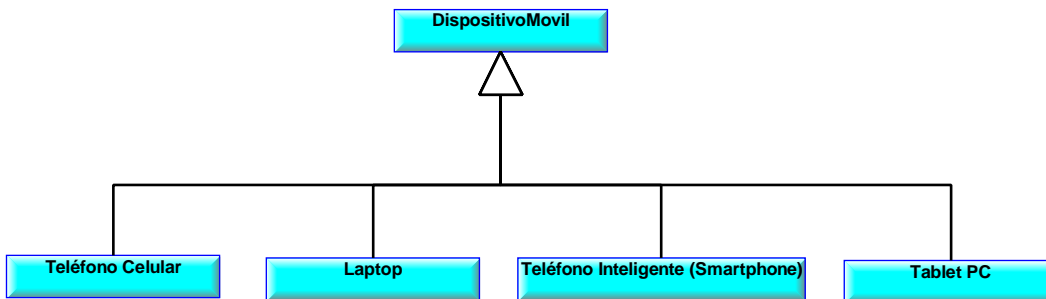 DispositivoMovil
Teléfono Celular
Laptop
Teléfono Inteligente (Smartphone)
Tablet PC